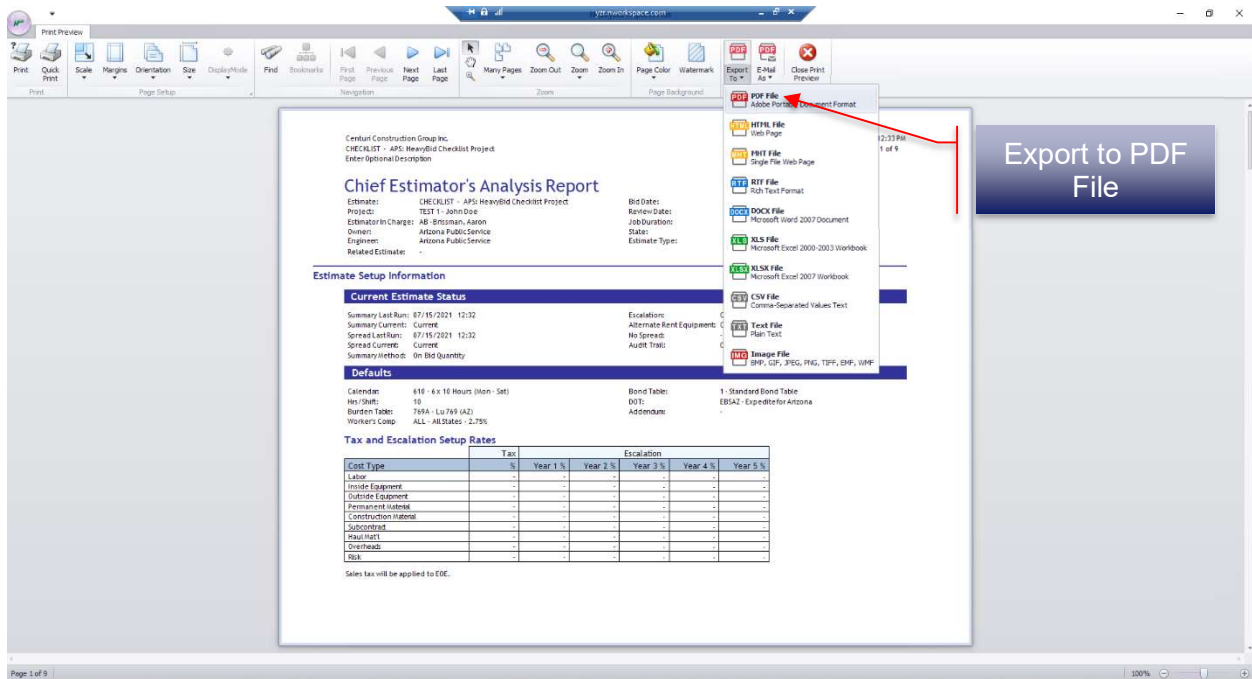 yzr.nworkspace.com
Print Preview
Print
Quick Print
Scale
Margins
Orientation
Size
DisplayMode
Find
Bookmarks
First Page
Previous Page
Next Page
Last Page
Many Pages
Zoom Out
Zoom
Zoom In
Page Color
Watermark
Export To
E-Mail As
Close Print Preview
Print
Page Setup
Navigation
Zoom
Page Background
PDF File
Adobe Portable Document Format
HTML File
Web Page
MHT File
Single File Web Page
RTF File
Rich Text Format
DOCX File
Microsoft Word 2007 Document
XLS File
Microsoft Excel 2000-2003 Workbook
XLSX File
Microsoft Excel 2007 Workbook
CSV File
Comma-Separated Values Text
Text File
Plain Text
Image File
BMP, GIF, JPEG, PNG, TIFF, EMF, WMF
Export to PDF
File
Centuri Construction Group Inc. 12:33 PM
CHECKLIST - APS: HeavyBid Checklist Project 1 of 9
Enter Optional Description
Chief Estimator's Analysis Report
Estimate: CHECKLIST - APS: HeavyBid Checklist Project Bid Date:
Project: TEST 1 - John Doe Review Date:
Estimator In Charge: AB - Brissman, Aaron Job Duration:
Owner: Arizona Public Service State:
Engineer: Arizona Public Service Estimate Type:
Related Estimate: -
Estimate Setup Information
Current Estimate Status
Summary Last Run: 07/15/2021 12:32 Escalation:
Summary Current: Current Alternate Rent Equipment:
Spread Last Run: 07/15/2021 12:32 No Spread: -
Spread Current: Current Audit Trail:
Summary Method: On Bid Quantity
Defaults
Calendar: 610 - 6 x 10 Hours (Mon - Sat) Bond Table: 1 - Standard Bond Table
Hrs/Shift: 10 DOT: EBSAZ - Expedite for Arizona
Burden Table: 769A - Lu 769 (AZ) Addendum: -
Worker's Comp ALL - All States - 2.75%
Tax and Escalation Setup Rates
Tax Escalation
Cost Type % Year 1 % Year 2 % Year 3 % Year 4 % Year 5 %
Labor - - - - - -
Inside Equipment - - - - - -
Outside Equipment - - - - - -
Permanent Material - - - - - -
Construction Material - - - - - -
Subcontract - - - - - -
Haul Mat'l - - - - - -
Overheads - - - - - -
Risk - - - - - -
Sales tax will be applied to EOE.
Page 1 of 9
100%